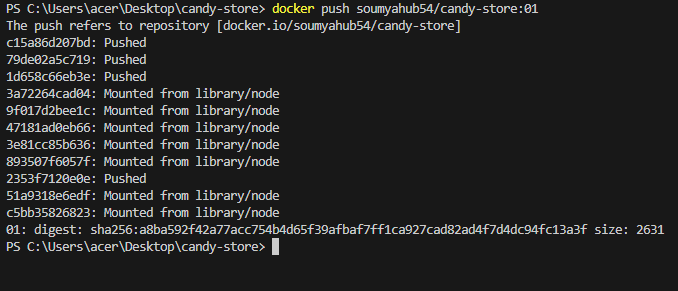 PS C:\Users\acer\Desktop\candy-store> docker push soumyahub54/candy-store:01
The push refers to repository [docker.io/soumyahub54/candy-store]
c15a86d207bd: Pushed
79de02a5c719: Pushed
1d658c66eb3e: Pushed
3a72264cad04: Mounted from library/node
9f017d2bee1c: Mounted from library/node
47181ad0eb66: Mounted from library/node
3e81cc85b636: Mounted from library/node
893507f6057f: Mounted from library/node
2353f7120e0e: Pushed
51a9318e6edf: Mounted from library/node
c5bb35826823: Mounted from library/node
01: digest: sha256:a8ba592f42a77acc754b4d65f39afbaf7ff1ca927cad82ad4f7d4dc94fc13a3f size: 2631
PS C:\Users\acer\Desktop\candy-store>